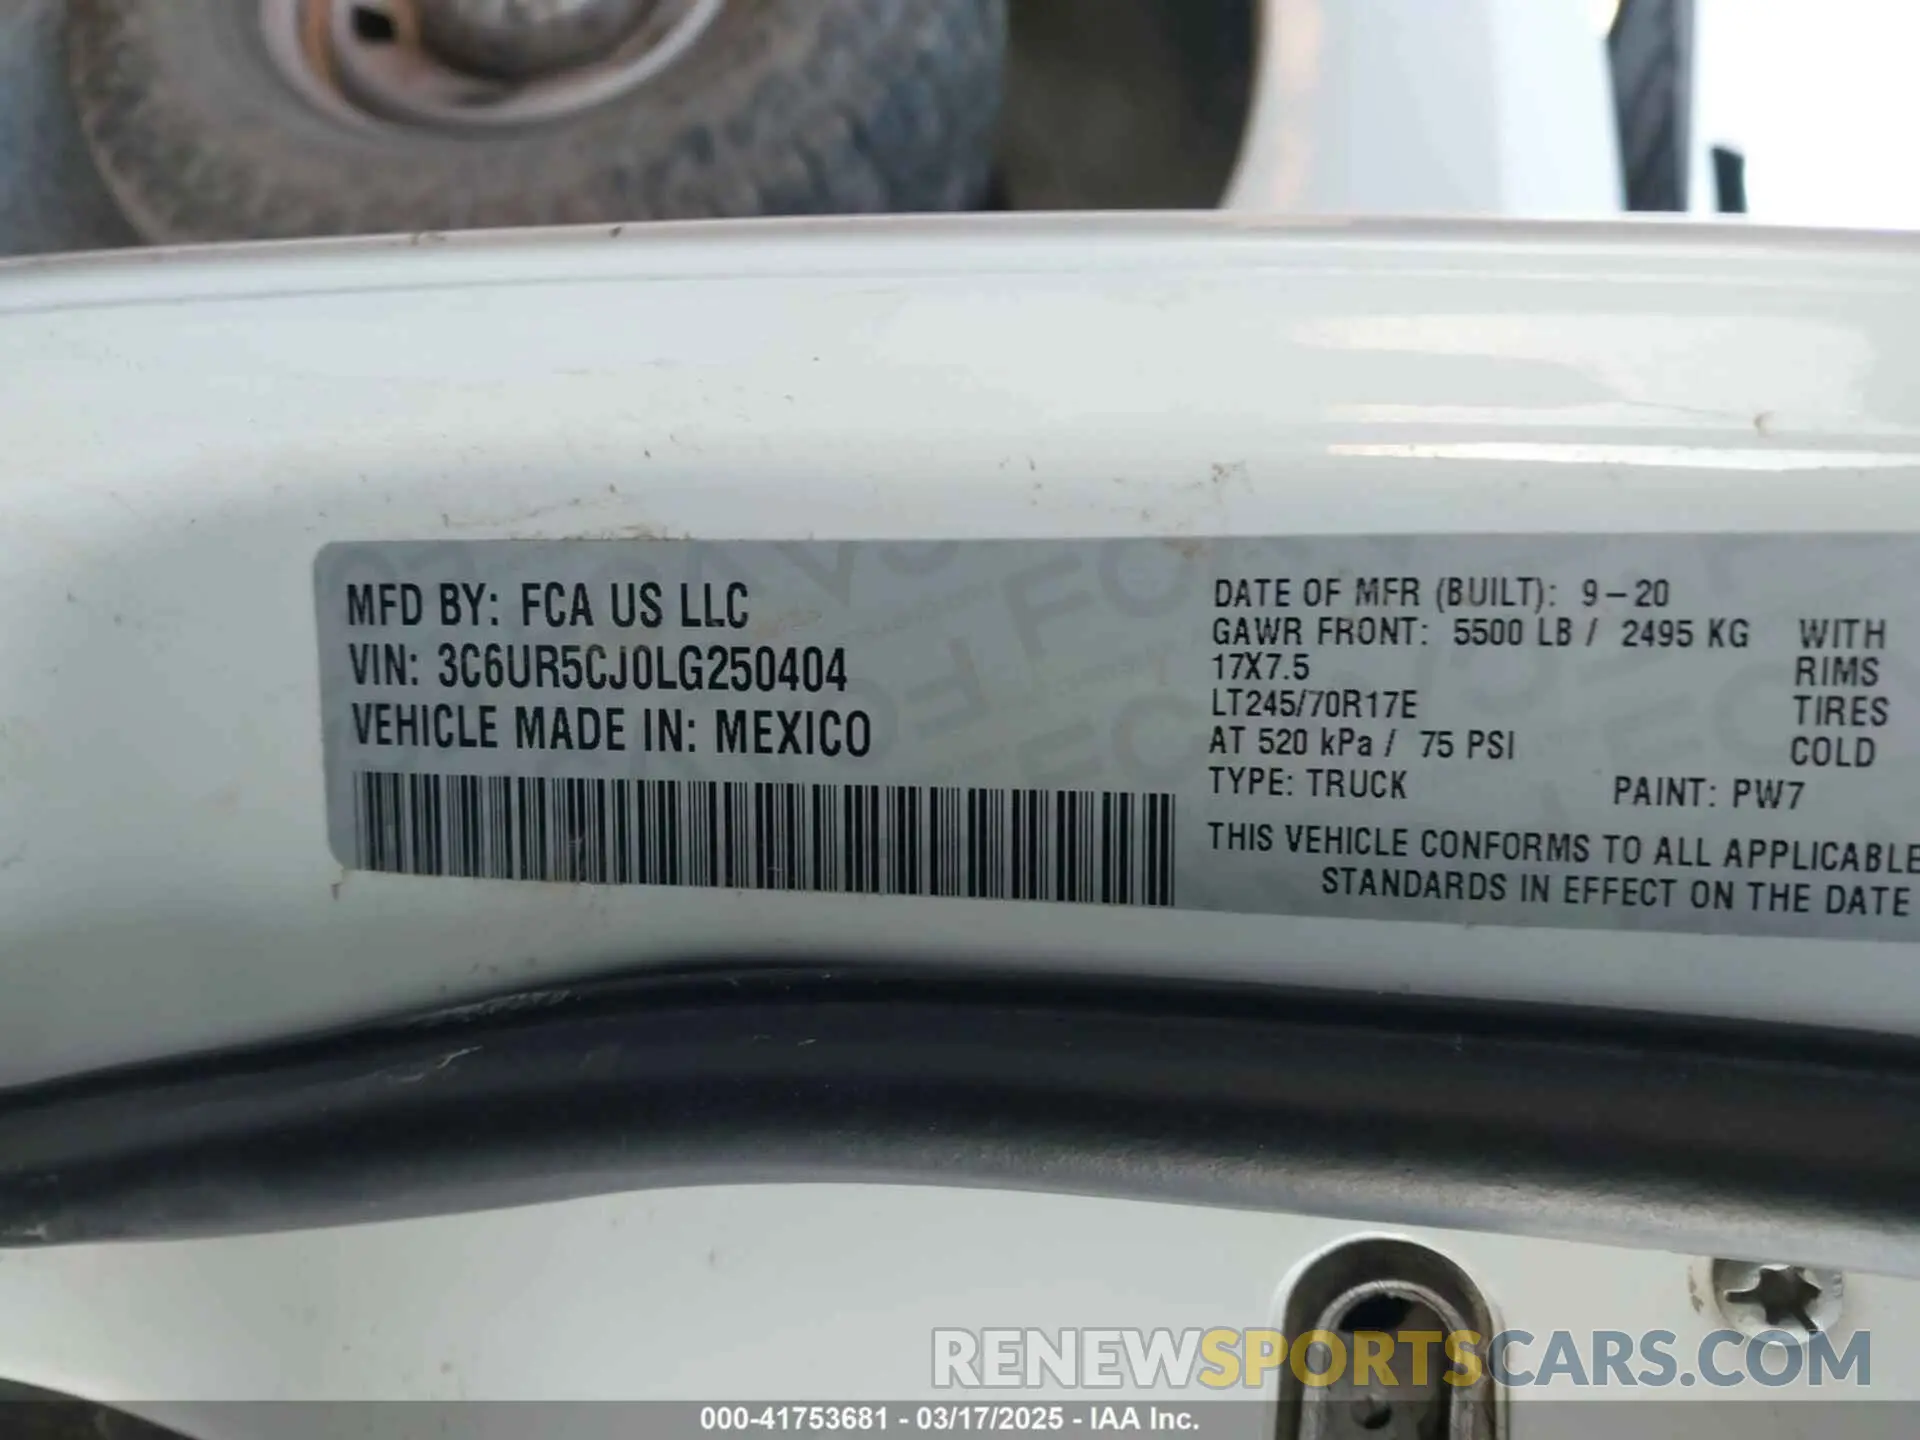 MFD BY: FCA US LLC
VIN: 3C6UR5CJ0LG250404
VEHICLE MADE IN: MEXICO
DATE OF MFR (BUILT): 9-20
GAWR FRONT: 5500 LB / 2495 KG WITH
17X7.5 RIMS
LT245/70R17E TIRES
AT 520 kPa / 75 PSI COLD
TYPE: TRUCK PAINT: PW7
THIS VEHICLE CONFORMS TO ALL APPLICABLE
STANDARDS IN EFFECT ON THE DATE
RENEWSPORTSCARS.COM
000-41753681 - 03/17/2025 - IAA Inc.